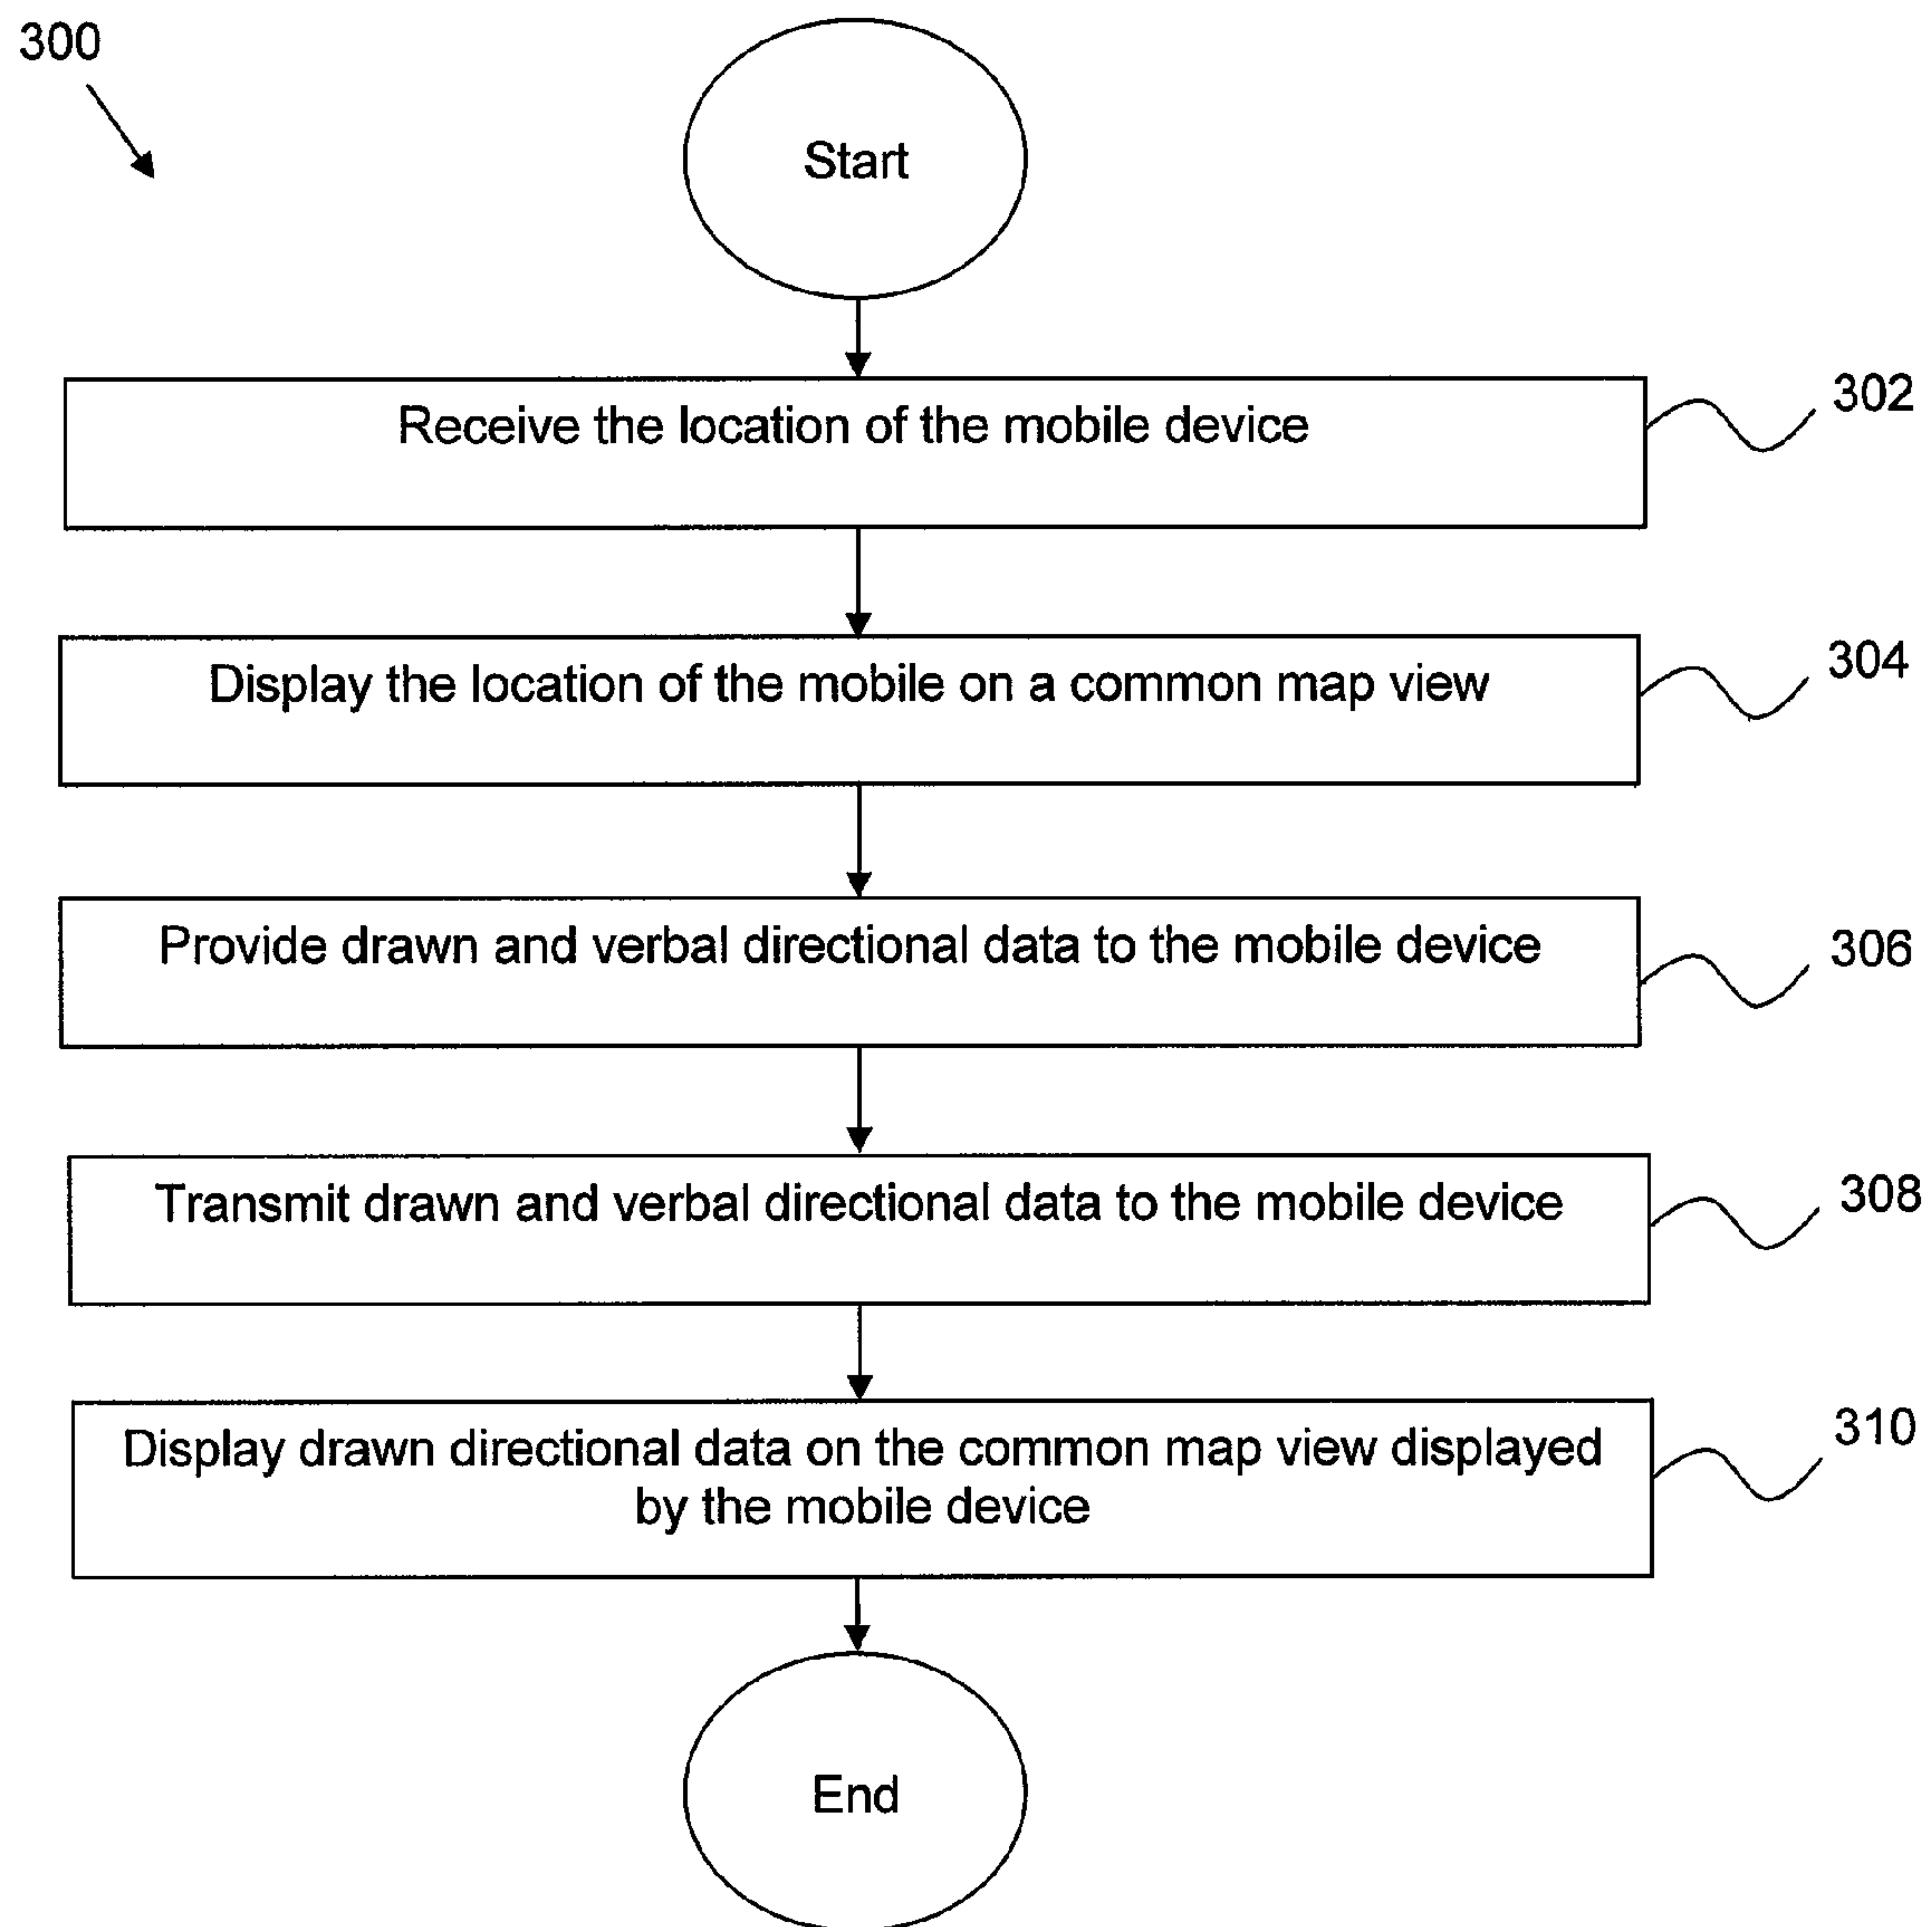 300
Start
Receive the location of the mobile device
302
Display the location of the mobile on a common map view
304
Provide drawn and verbal directional data to the mobile device
306
Transmit drawn and verbal directional data to the mobile device
308
Display drawn directional data on the common map view displayed
by the mobile device
310
End